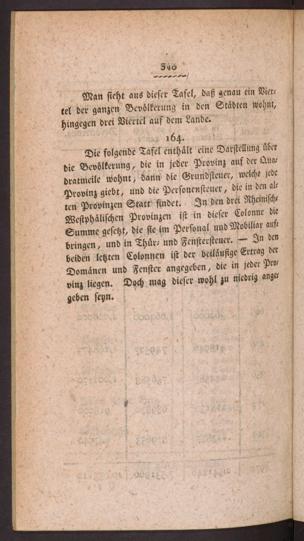 340
Man sieht aus dieser Tafel, daß genau ein Vier-
tel der ganzen Bevölkerung in den Städten wohnt,
hingegen drei Viertel auf dem Lande.
164.
Die folgende Tafel enthält eine Darstellung über
die Bevölkerung, die in jeder Provinz auf der Qua-
dratmeile wohnt, dann die Grundsteuer, welche jede
Provinz giebt, und die Personensteuer, die in den al-
ten Provinzen Statt findet. In den drei Rheinisch-
Westphälischen Provinzen ist in dieser Colonne die
Summe gesetzt, die sie im Personal und Mobiliar auf-
bringen, und in Thür- und Fenstersteuer. — In den
beiden letzten Colonnen ist der beiläufige Ertrag der
Domänen und Fenster angegeben, die in jeder Pro-
vinz liegen. Doch mag dieser wohl zu niedrig ange-
geben seyn.